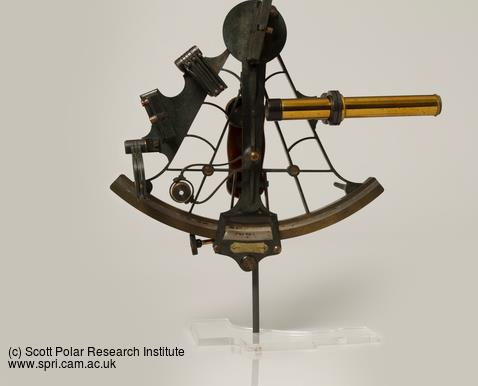 (c) Scott Polar Research Institute
www.spri.cam.ac.uk